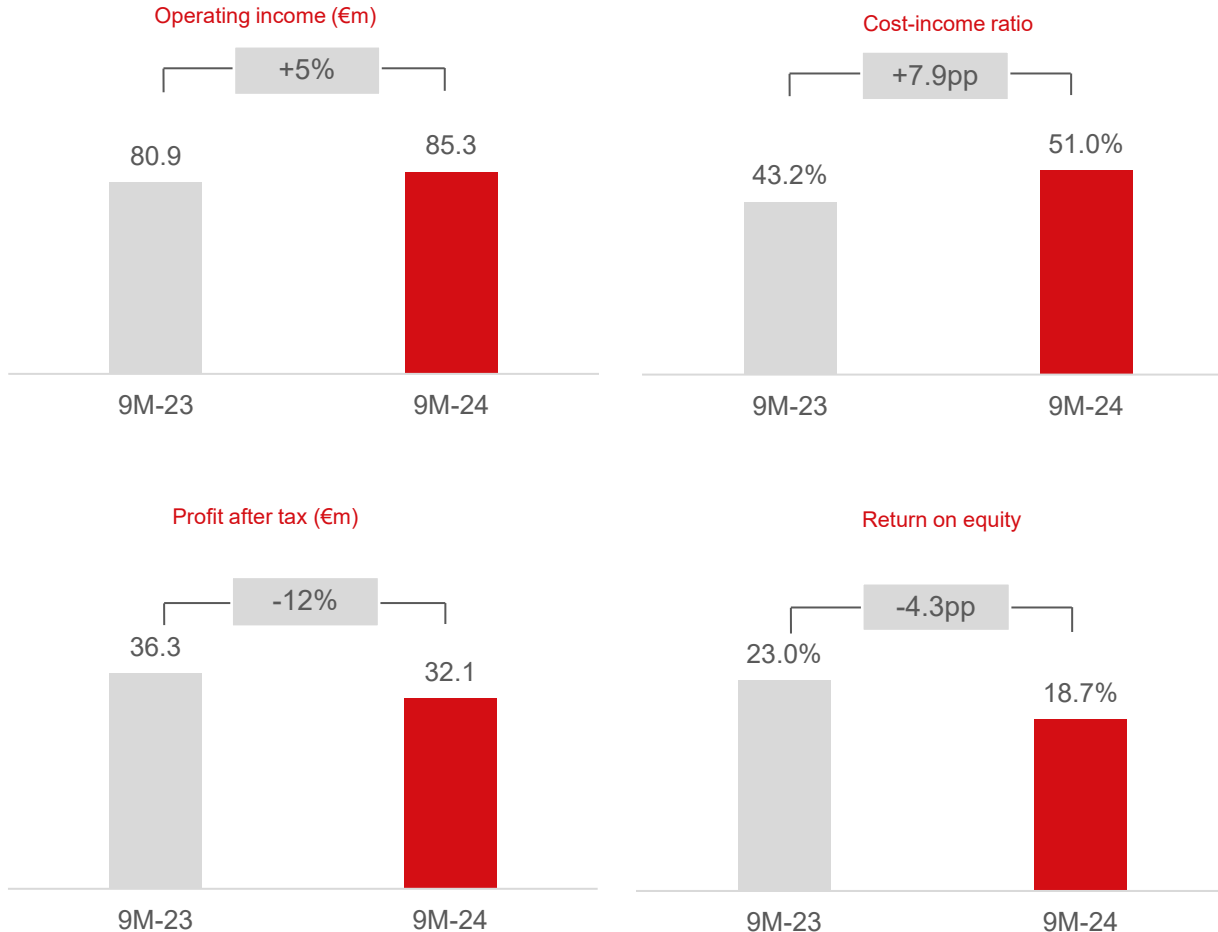 Operating income (€m)
+5%
80.9
85.3
9M-23
9M-24
Cost-income ratio
+7.9pp
43.2%
51.0%
9M-23
9M-24
Profit after tax (€m)
-12%
36.3
32.1
9M-23
9M-24
Return on equity
-4.3pp
23.0%
18.7%
9M-23
9M-24